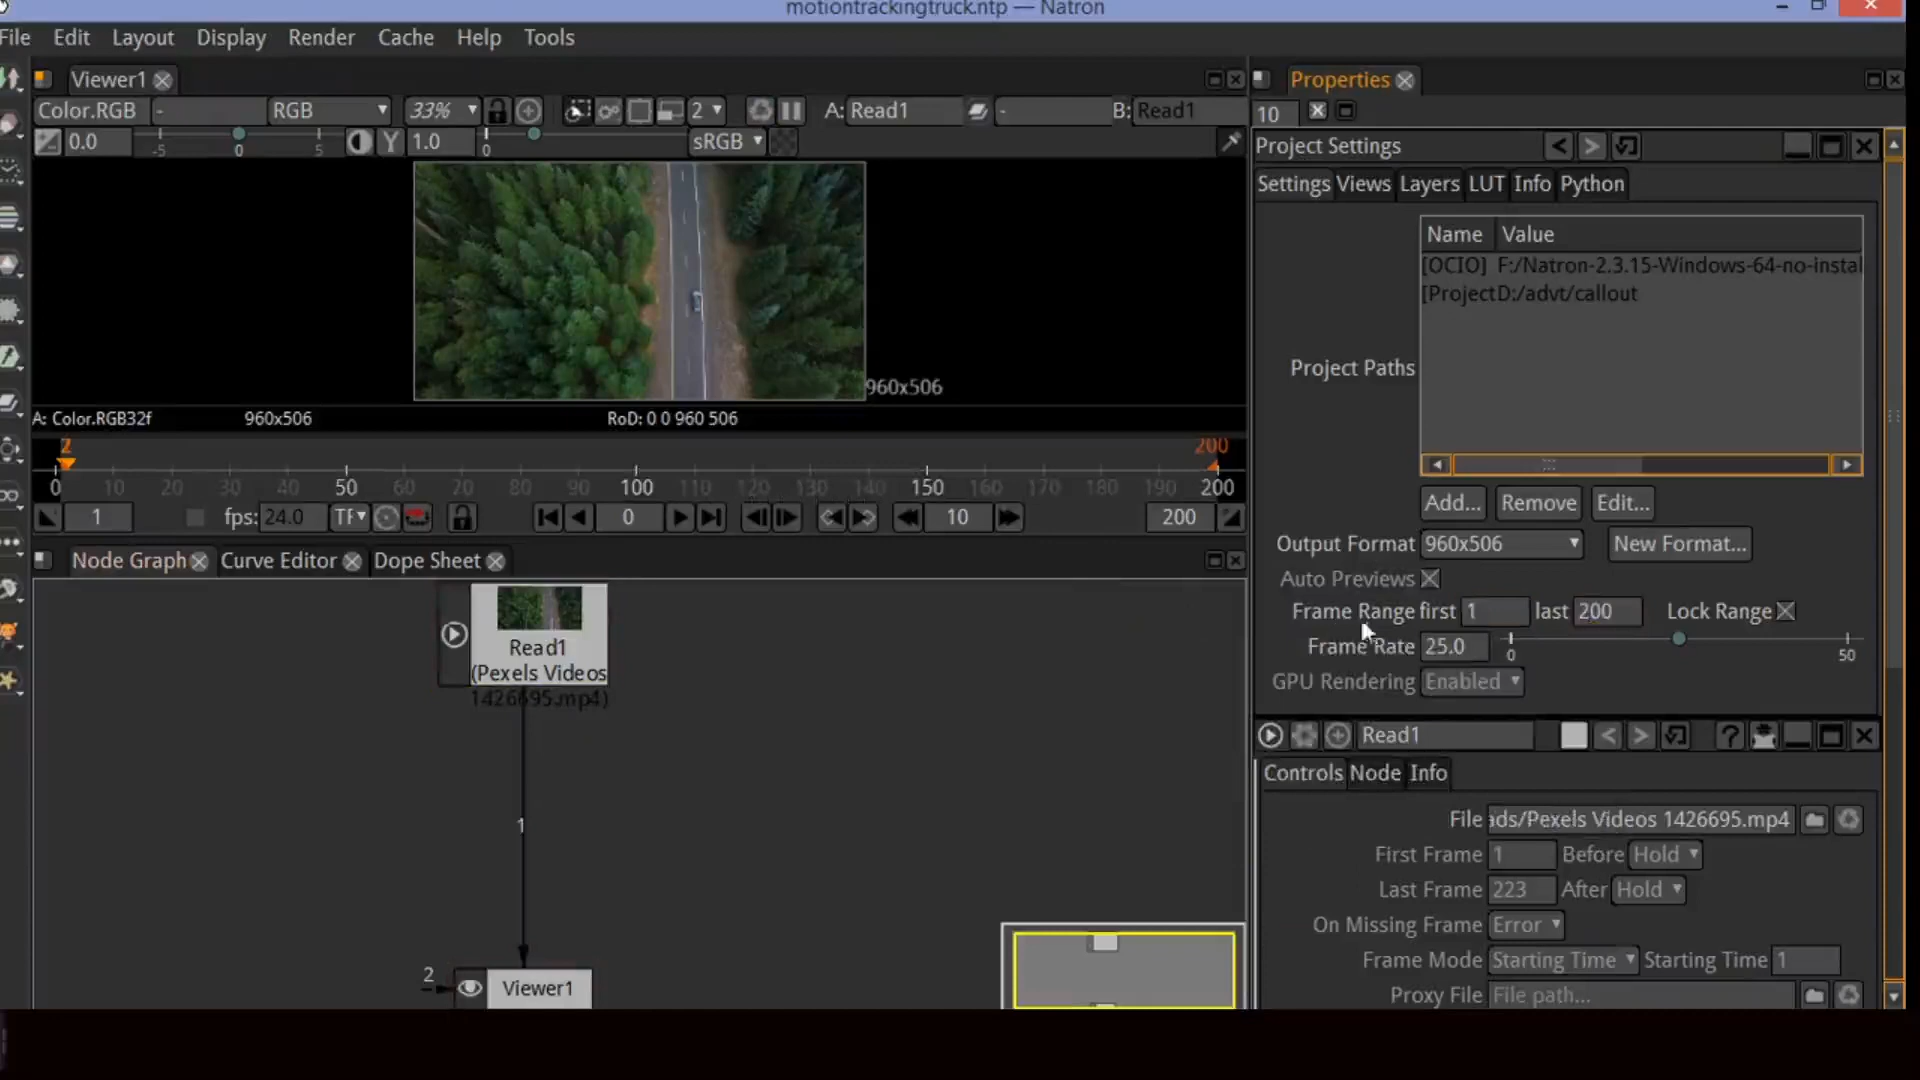 motiontrackingtruck.ntp — Natron
File Edit Layout Display Render Cache Help Tools
Viewer1
Color.RGB - RGB 33% 2 A: Read1 - B: Read1
0.0 -5 0 5 Y 1.0 0 sRGB
960x506
A: Color.RGB32f 960x506 RoD: 0 0 960 506
2 200
0 10 20 30 40 50 60 70 80 90 100 110 120 130 140 150 160 170 180 190 200
1 fps: 24.0 TF 0 10 200
Node Graph Curve Editor Dope Sheet
Read1
(Pexels Videos
1426695.mp4)
1
2
Viewer1
Properties
10
Project Settings
Settings Views Layers LUT Info Python
Name Value
[OCIO] F:/Natron-2.3.15-Windows-64-no-instal
[ProjectD:/advt/callout
Project Paths
Add... Remove Edit...
Output Format 960x506 New Format...
Auto Previews
Frame Range first 1 last 200 Lock Range
Frame Rate 25.0 0 50
GPU Rendering Enabled
Read1 ?
Controls Node Info
File ads/Pexels Videos 1426695.mp4
First Frame 1 Before Hold
Last Frame 223 After Hold
On Missing Frame Error
Frame Mode Starting Time Starting Time 1
Proxy File File path...